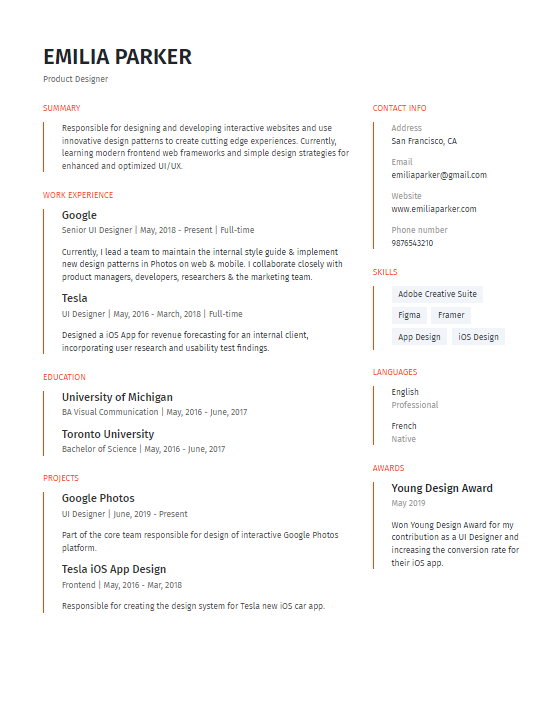 EMILIA PARKER
Product Designer
SUMMARY
Responsible for designing and developing interactive websites and use
innovative design patterns to create cutting edge experiences. Currently,
learning modern frontend web frameworks and simple design strategies for
enhanced and optimized UI/UX.
WORK EXPERIENCE
Google
Senior UI Designer | May, 2018 - Present | Full-time
Currently, I lead a team to maintain the internal style guide & implement
new design patterns in Photos on web & mobile. I collaborate closely with
product managers, developers, researchers & the marketing team.
Tesla
UI Designer | May, 2016 - March, 2018 | Full-time
Designed a iOS App for revenue forecasting for an internal client,
incorporating user research and usability test findings.
EDUCATION
University of Michigan
BA Visual Communication | May, 2016 - June, 2017
Toronto University
Bachelor of Science | May, 2016 - June, 2017
PROJECTS
Google Photos
UI Designer | June, 2019 - Present
Part of the core team responsible for design of interactive Google Photos
platform.
Tesla iOS App Design
Frontend | May, 2016 - Mar, 2018
Responsible for creating the design system for Tesla new iOS car app.
CONTACT INFO
Address
San Francisco, CA
Email
emiliaparker@gmail.com
Website
www.emiliaparker.com
Phone number
9876543210
SKILLS
Adobe Creative Suite
Figma Framer
App Design iOS Design
LANGUAGES
English
Professional
French
Native
AWARDS
Young Design Award
May 2019
Won Young Design Award for my
contribution as a UI Designer and
increasing the conversion rate for
their iOS app.